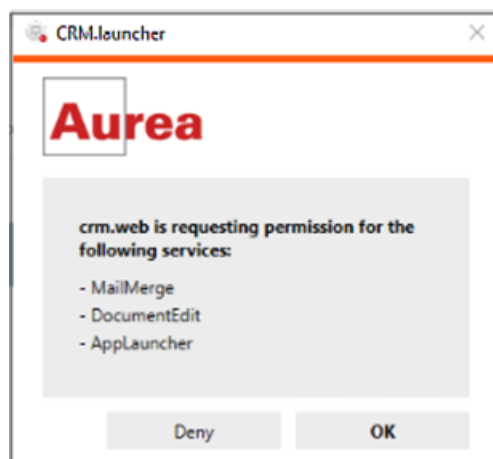 CRM.launcher
Aurea
crm.web is requesting permission for the
following services:
- MailMerge
- DocumentEdit
- AppLauncher
Deny OK